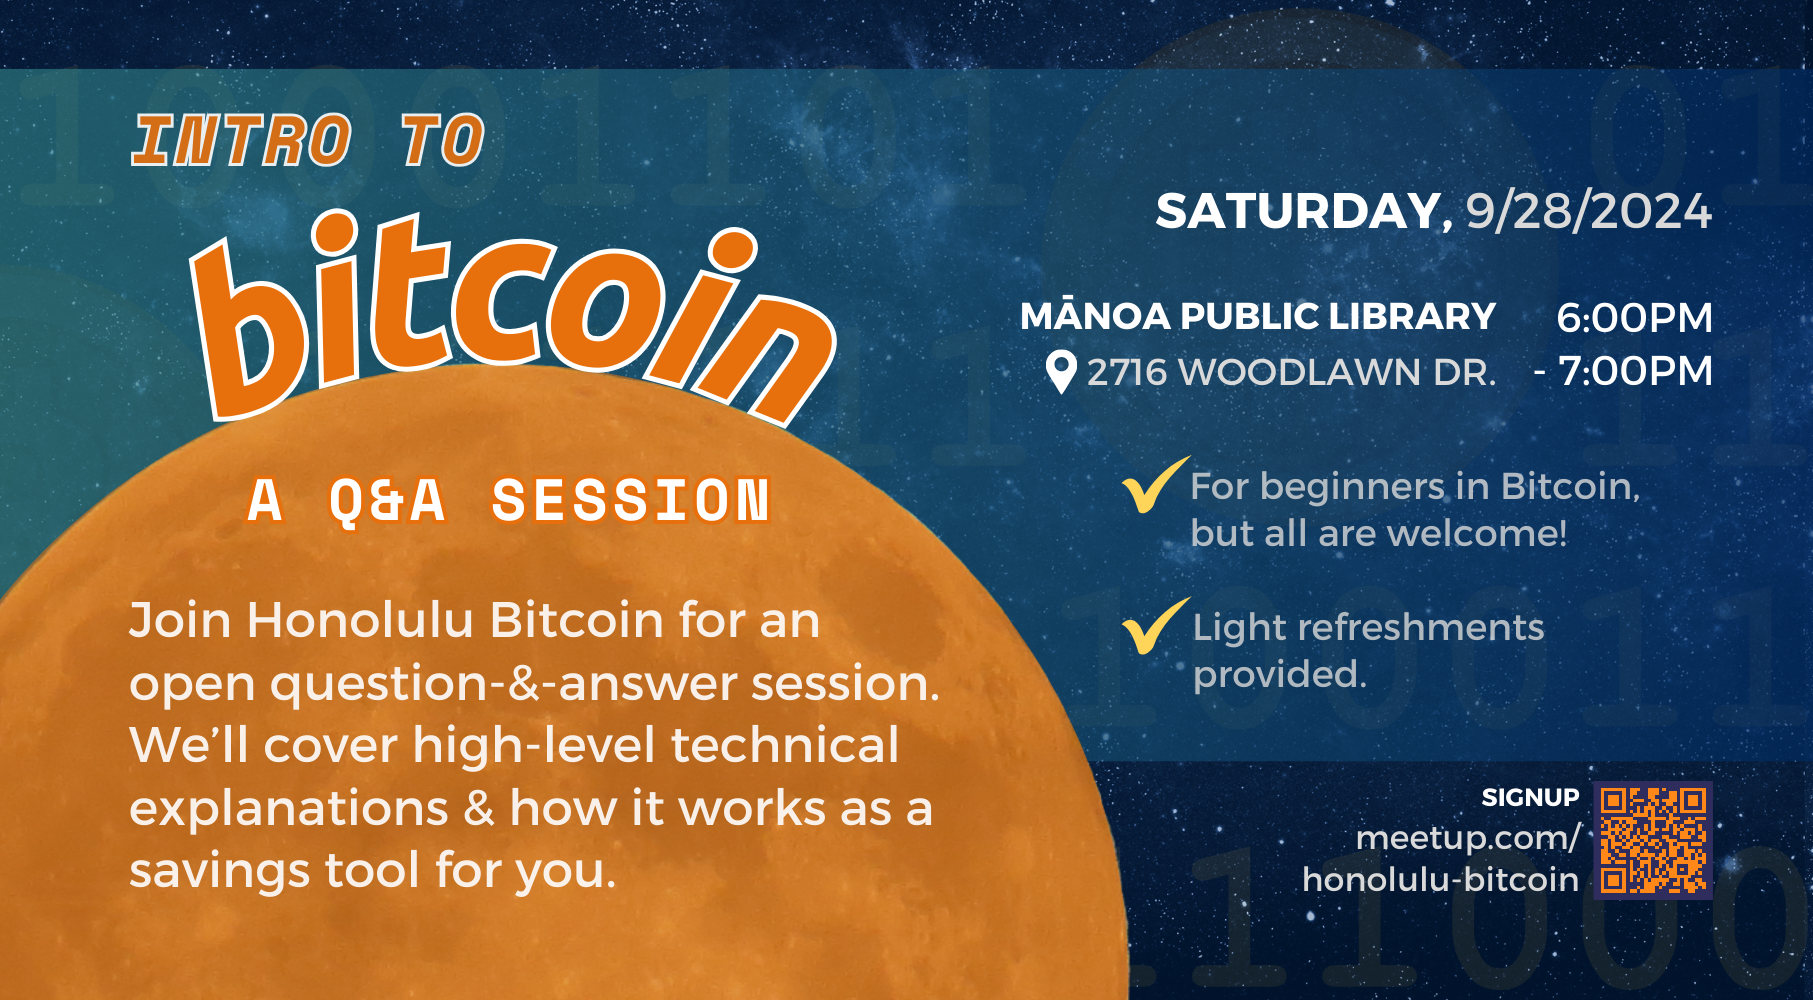 INTRO TO
bitcoin
A Q&A SESSION
Join Honolulu Bitcoin for an
open question-&-answer session.
We'll cover high-level technical
explanations & how it works as a
savings tool for you.
SATURDAY, 9/28/2024
MĀNOA PUBLIC LIBRARY
2716 WOODLAWN DR.
6:00PM
- 7:00PM
For beginners in Bitcoin,
but all are welcome!
Light refreshments
provided.
SIGNUP
meetup.com/
honolulu-bitcoin